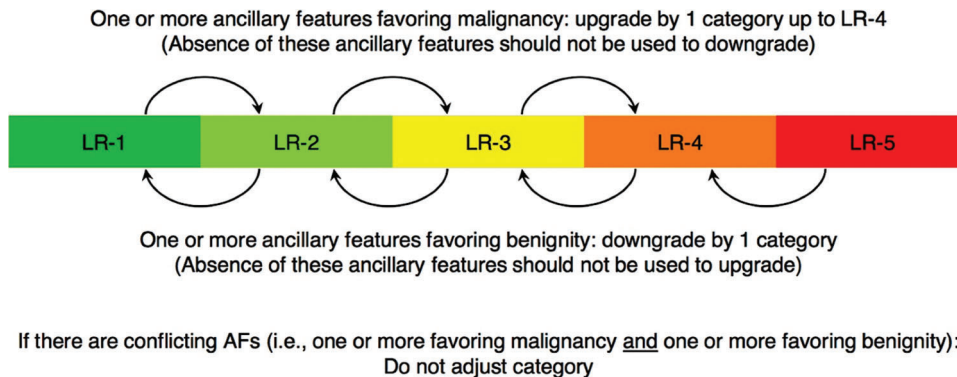 One or more ancillary features favoring malignancy: upgrade by 1 category up to LR-4
(Absence of these ancillary features should not be used to downgrade)
LR-1 LR-2 LR-3 LR-4 LR-5
One or more ancillary features favoring benignity: downgrade by 1 category
(Absence of these ancillary features should not be used to upgrade)
If there are conflicting AFs (i.e., one or more favoring malignancy and one or more favoring benignity):
Do not adjust category